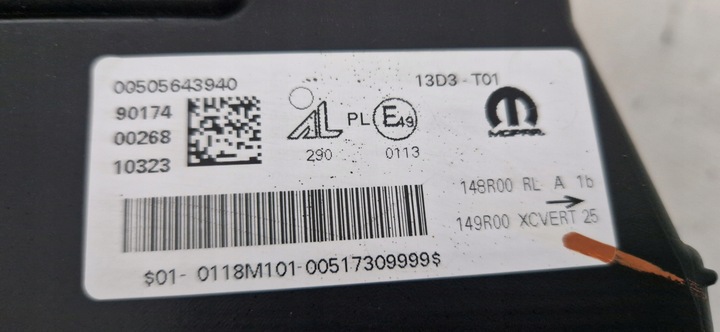 00505643940
90174
00268
10323
AL
290
PL E49
0113
13D3 - T01
MOPAR
148R00 RL A 1b
149R00 XCVERT 25
$01- 0118M101-00517309999$